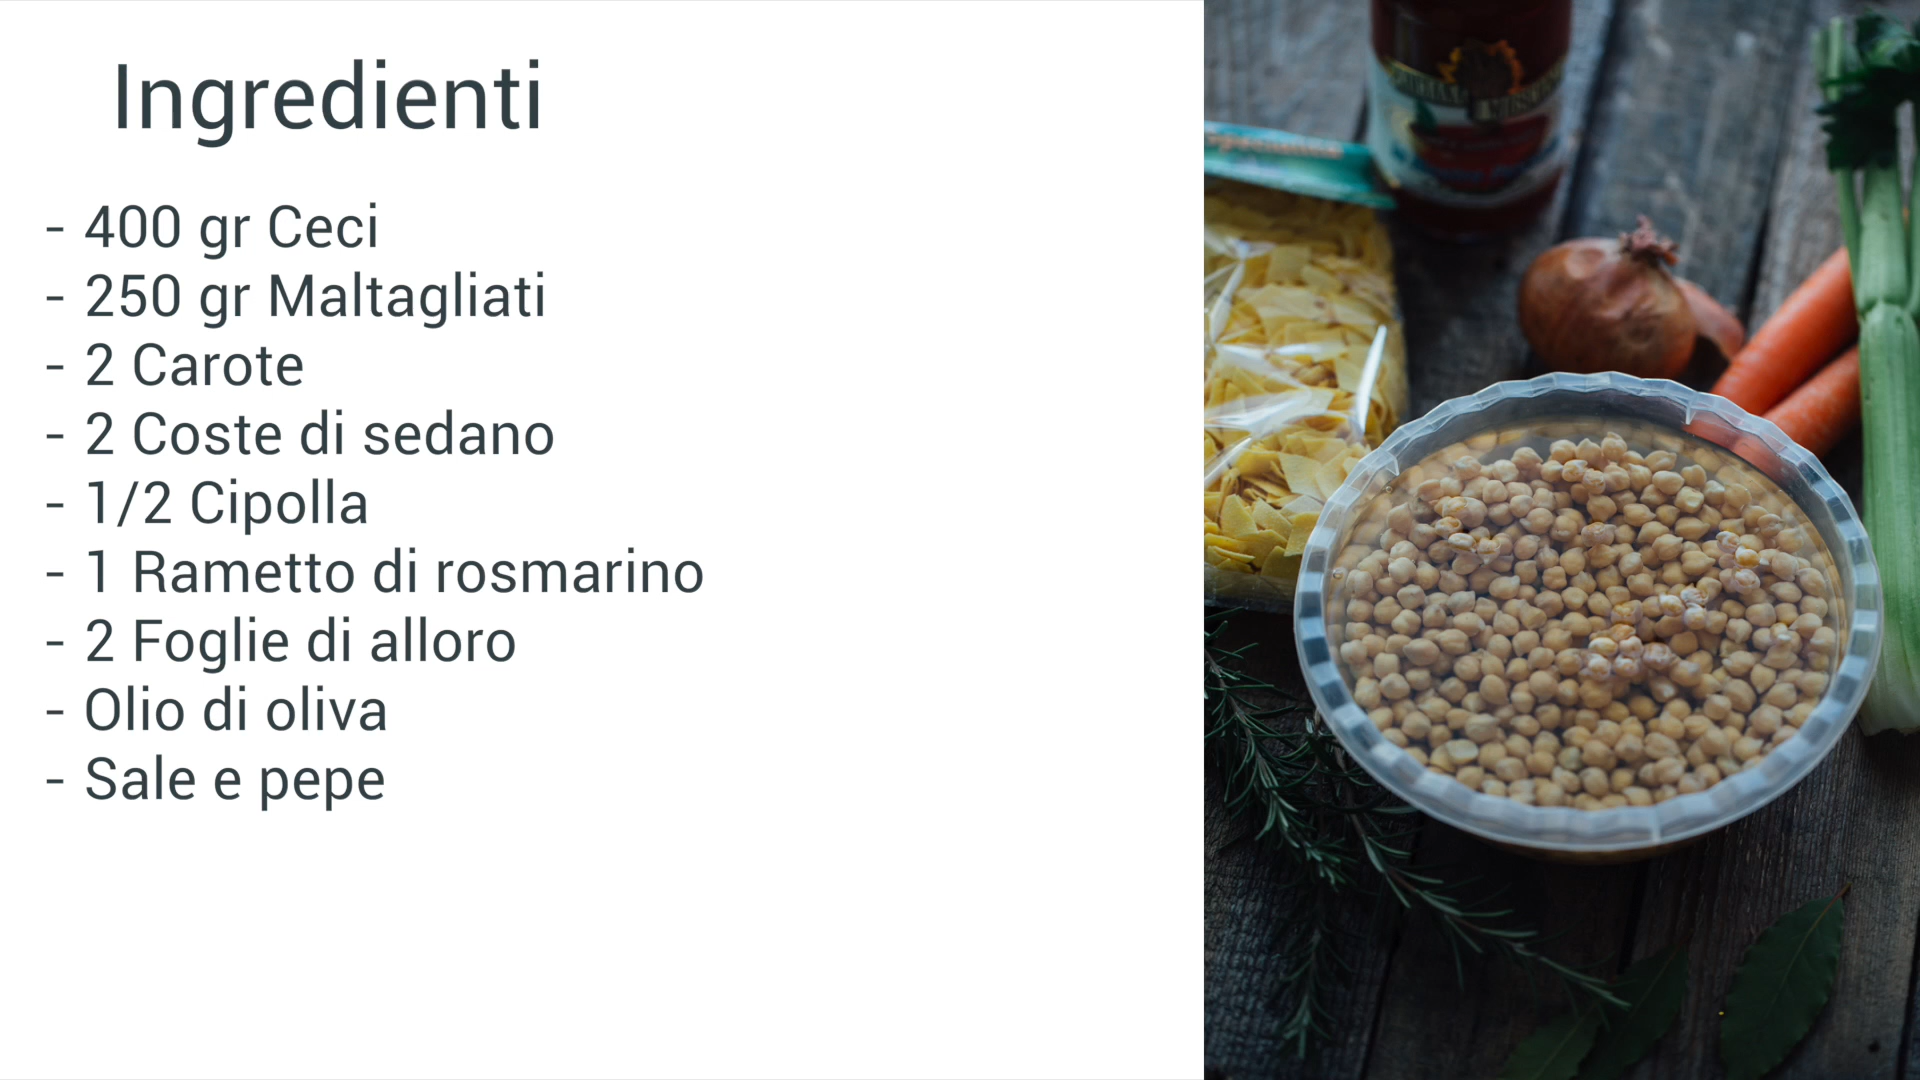 Ingredienti
- 400 gr Ceci
- 250 gr Maltagliati
- 2 Carote
- 2 Coste di sedano
- 1/2 Cipolla
- 1 Rametto di rosmarino
- 2 Foglie di alloro
- Olio di oliva
- Sale e pepe